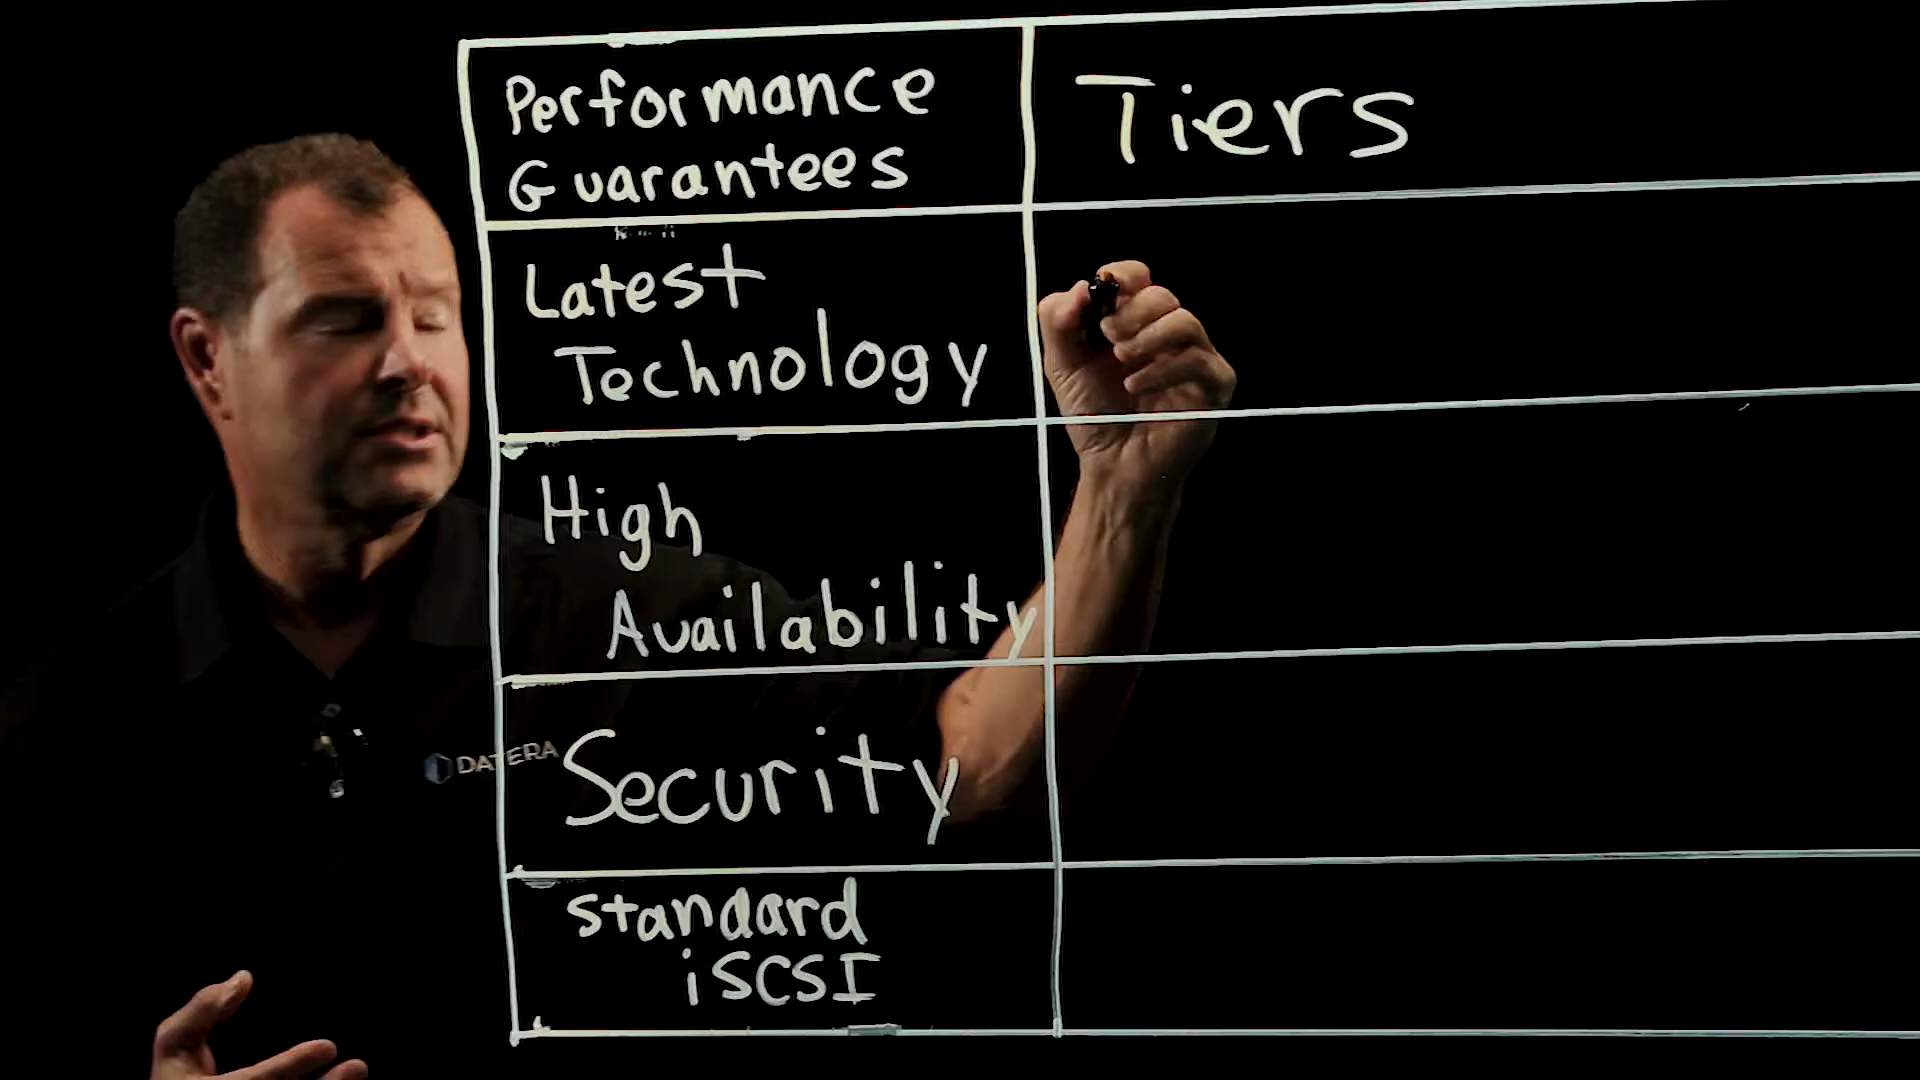 Performance
Guarantees
Tiers
Latest
Technology
High
Availability
DATERA
Security
Standard
iSCSI